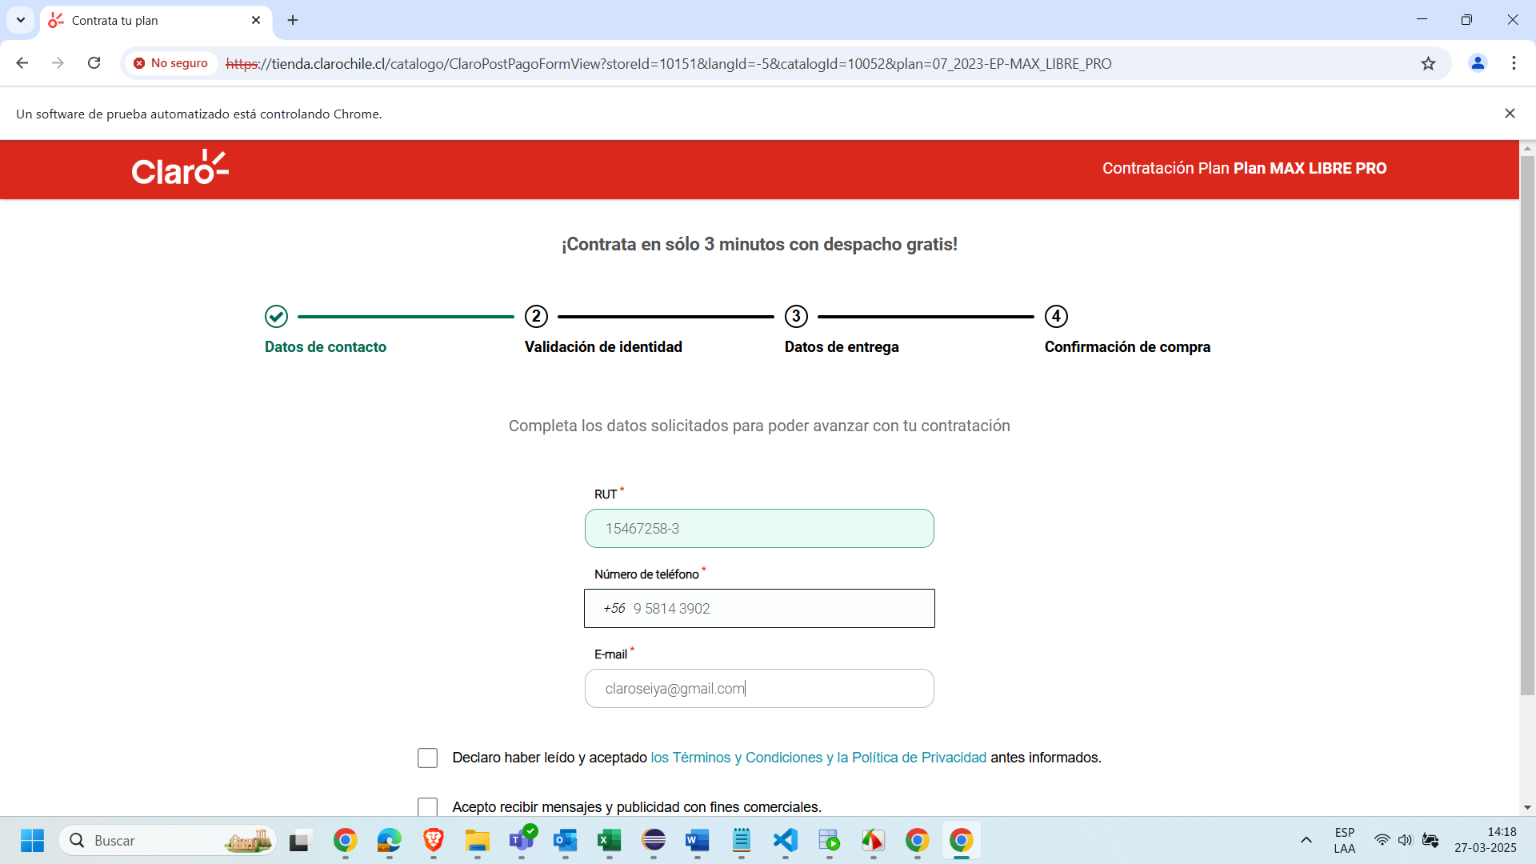 Contrata tu plan
No seguro
https://tienda.clarochile.cl/catalogo/ClaroPostPagoFormView?storeId=10151&langId=-5&catalogId=10052&plan=07_2023-EP-MAX_LIBRE_PRO
Un software de prueba automatizado está controlando Chrome.
Claro
Contratación Plan Plan MAX LIBRE PRO
¡Contrata en sólo 3 minutos con despacho gratis!
2 3 4
Datos de contacto Validación de identidad Datos de entrega Confirmación de compra
Completa los datos solicitados para poder avanzar con tu contratación
RUT *
15467258-3
Número de teléfono *
+56 9 5814 3902
E-mail *
claroseiya@gmail.com
Declaro haber leído y aceptado los Términos y Condiciones y la Política de Privacidad antes informados.
Acepto recibir mensajes y publicidad con fines comerciales.
Buscar
ESP
LAA
14:18
27-03-2025